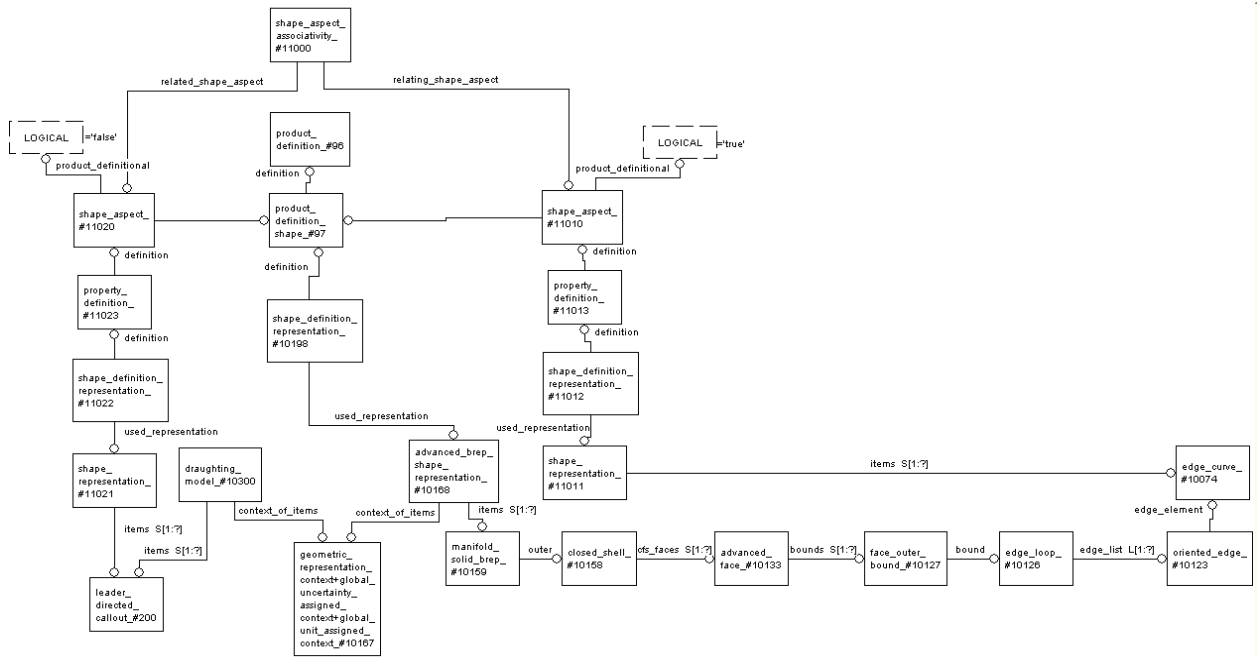 shape_aspect_
associativity_
#11000
related_shape_aspect
relating_shape_aspect
LOGICAL
='false'
product_definitional
product_
definition_#96
definition
LOGICAL
='true'
product_definitional
shape_aspect_
#11020
product_
definition_
shape_#97
shape_aspect_
#11010
definition
definition
definition
property_
definition_
#11023
shape_definition_
representation_
#10198
property_
definition_
#11013
definition
definition
shape_definition_
representation_
#11022
shape_definition_
representation_
#11012
used_representation
used_representation
used_representation
shape_
representation_
#11021
draughting_
model_#10300
advanced_brep_
shape_
representation_
#10168
shape_
representation_
#11011
items S[1:?]
edge_curve_
#10074
items S[1:?]
items S[1:?]
context_of_items
context_of_items
items S[1:?]
edge_element
leader_
directed_
callout_#200
geometric_
representation_
context+global_
uncertainty_
assigned_
context+global_
unit_assigned_
context_#10167
manifold_
solid_brep_
#10159
outer
closed_shell_
#10158
cfs_faces S[1:?]
advanced_
face_#10133
bounds S[1:?]
face_outer_
bound_#10127
bound
edge_loop_
#10126
edge_list L[1:?]
oriented_edge_
#10123